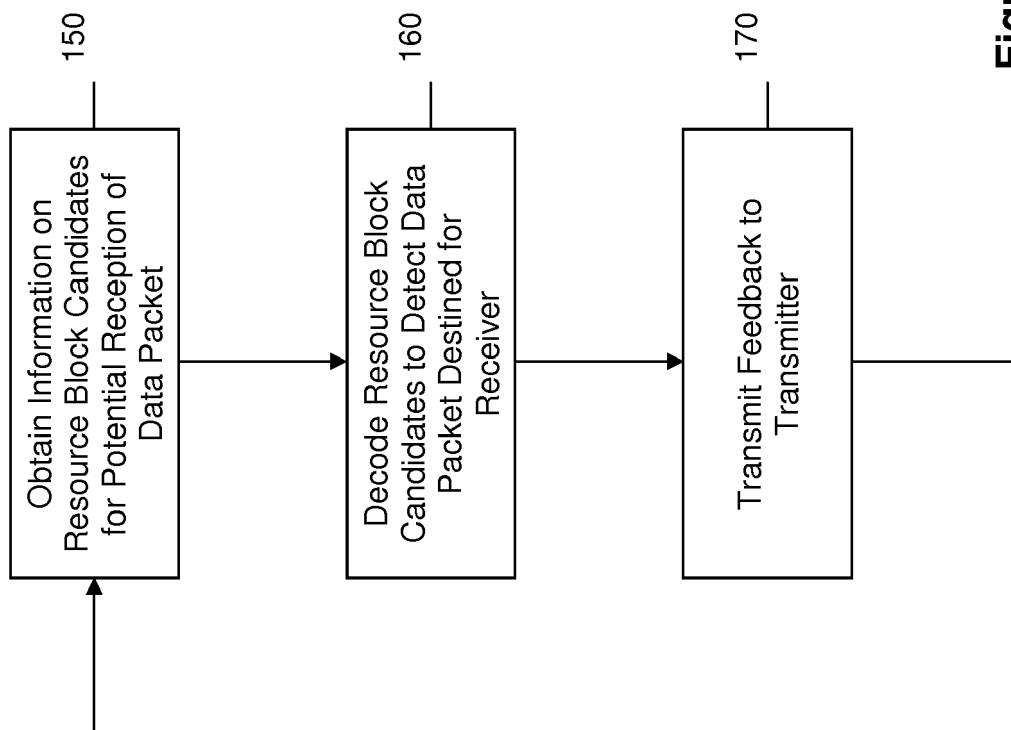 Obtain Information on
Resource Block Candidates
for Potential Reception of
Data Packet
150
Decode Resource Block
Candidates to Detect Data
Packet Destined for
Receiver
160
Transmit Feedback to
Transmitter
170